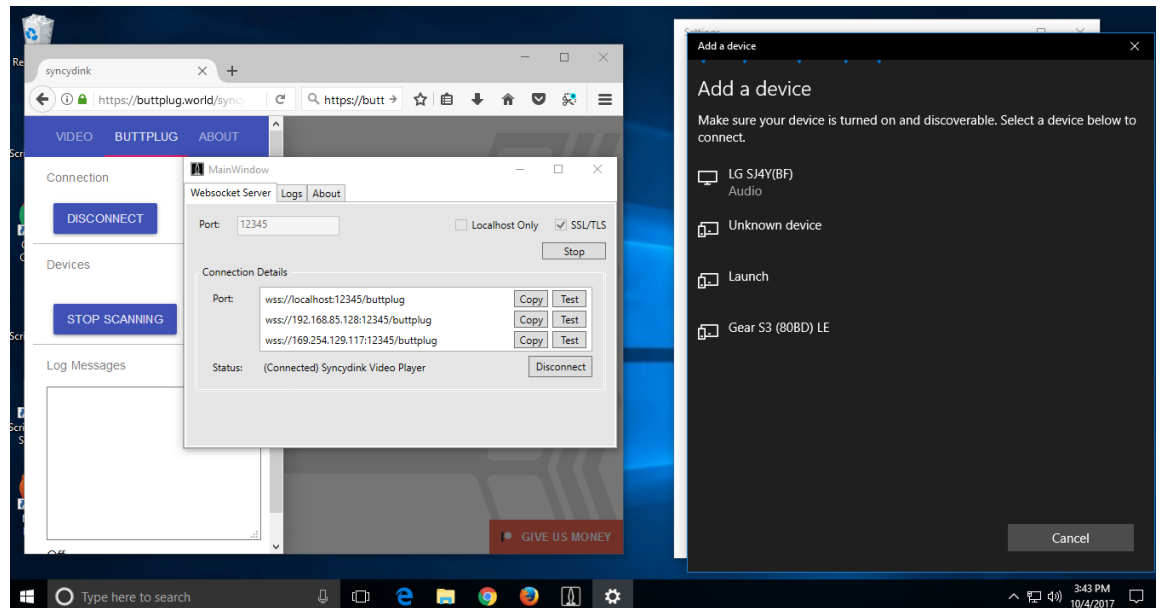 Re
syncydink
https://buttplug.world/sync
https://butt
VIDEO BUTTPLUG ABOUT
Connection
DISCONNECT
Devices
STOP SCANNING
Log Messages
Off
MainWindow
Websocket Server Logs About
Port: 12345 Localhost Only SSL/TLS
Stop
Connection Details
Port: wss://localhost:12345/buttplug Copy Test
wss://192.168.85.128:12345/buttplug Copy Test
wss://169.254.129.117:12345/buttplug Copy Test
Status: (Connected) Syncydink Video Player Disconnect
GIVE US MONEY
Settings
Add a device
Add a device
Make sure your device is turned on and discoverable. Select a device below to
connect.
LG SJ4Y(BF)
Audio
Unknown device
Launch
Gear S3 (80BD) LE
Cancel
Type here to search
3:43 PM
10/4/2017